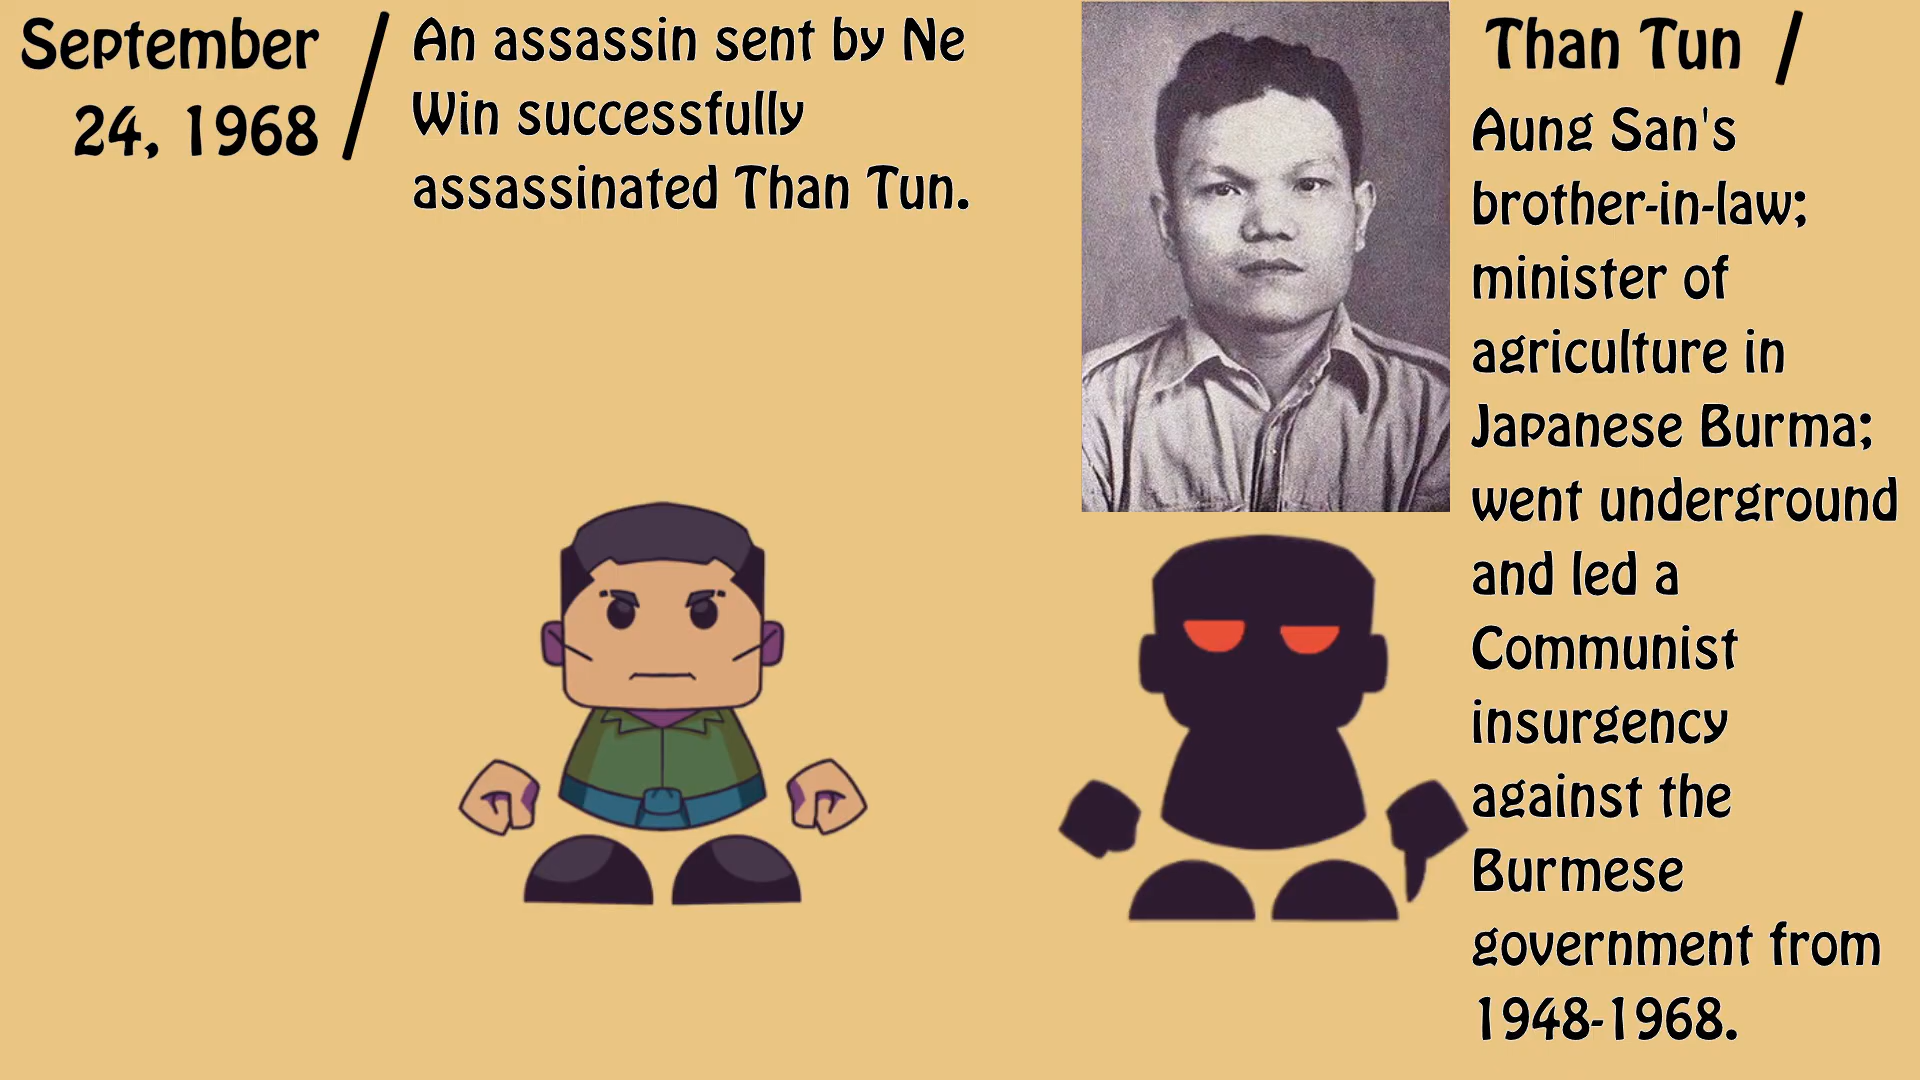 September
24, 1968
/
An assassin sent by Ne
Win successfully
assassinated Than Tun.
Than Tun /
Aung San's
brother-in-law;
minister of
agriculture in
Japanese Burma;
went underground
and led a
Communist
insurgency
against the
Burmese
government from
1948-1968.